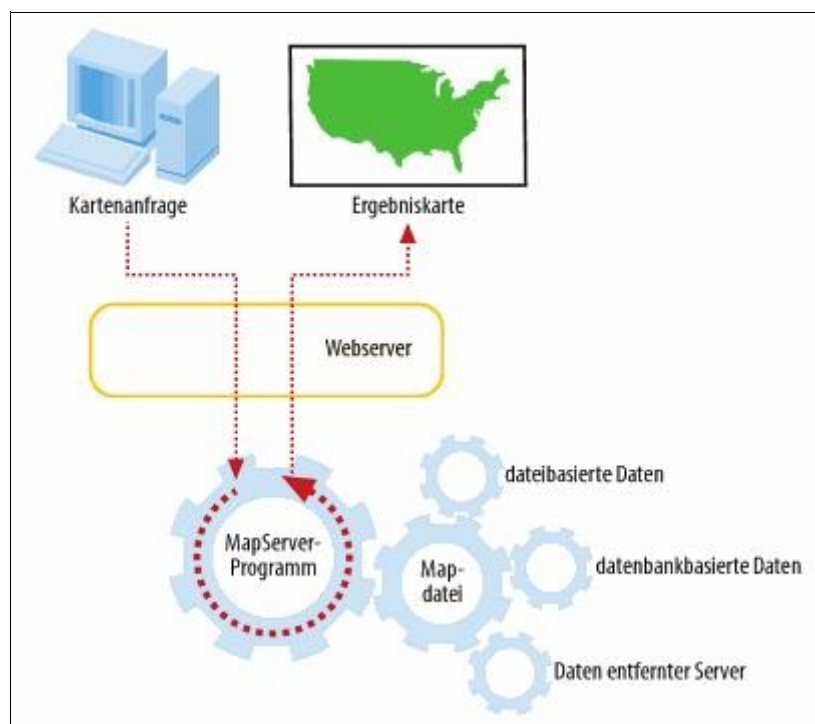 Kartenanfrage
Ergebniskarte
Webserver
dateibasierte Daten
MapServer-
Programm
Map-
datei
datenbankbasierte Daten
Daten entfernter Server